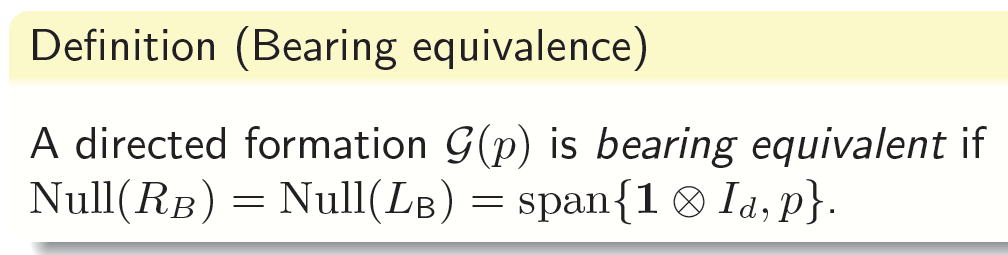 Definition (Bearing equivalence)
A directed formation 𝒢(p) is bearing equivalent if
Null(R_B) = Null(L_B) = span{𝟏 ⊗ I_d, p}.